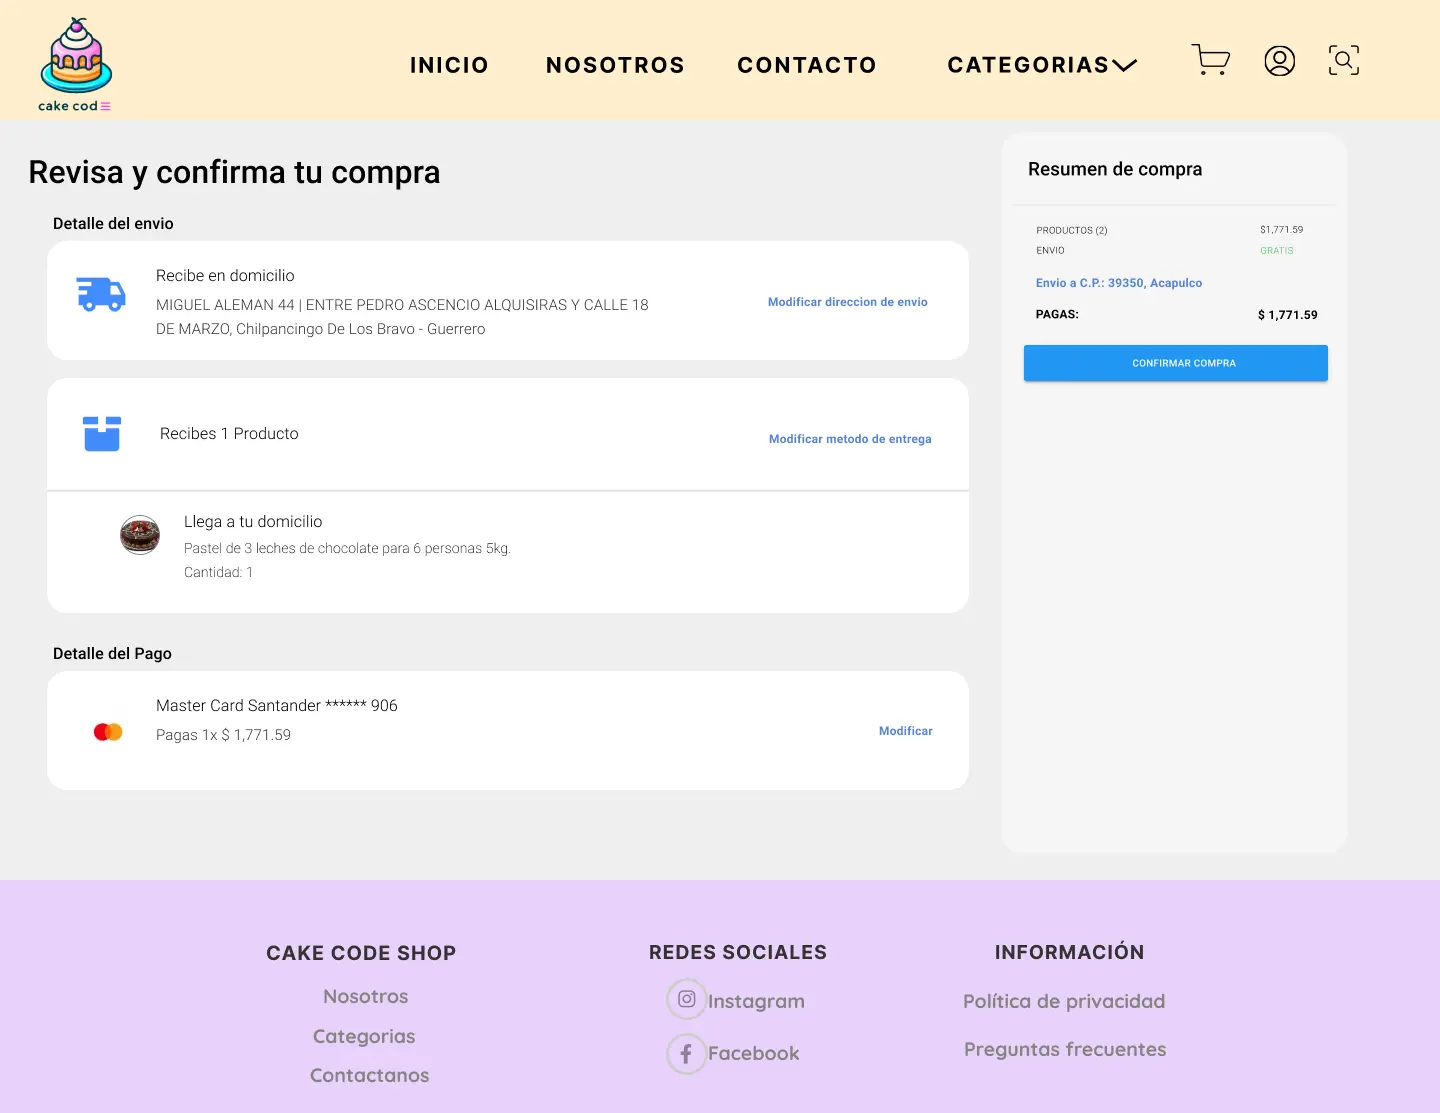 cake cod
INICIO
NOSOTROS
CONTACTO
CATEGORIAS
Revisa y confirma tu compra
Detalle del envio
Recibe en domicilio
MIGUEL ALEMAN 44 | ENTRE PEDRO ASCENCIO ALQUISIRAS Y CALLE 18
DE MARZO, Chilpancingo De Los Bravo - Guerrero
Modificar direccion de envio
Recibes 1 Producto
Modificar metodo de entrega
Llega a tu domicilio
Pastel de 3 leches de chocolate para 6 personas 5kg.
Cantidad: 1
Detalle del Pago
Master Card Santander ****** 906
Pagas 1x $ 1,771.59
Modificar
Resumen de compra
PRODUCTOS (2) $1,771.59
ENVIO GRATIS
Envio a C.P.: 39350, Acapulco
PAGAS: $ 1,771.59
CONFIRMAR COMPRA
CAKE CODE SHOP
Nosotros
Categorias
Contactanos
REDES SOCIALES
Instagram
Facebook
INFORMACIÓN
Política de privacidad
Preguntas frecuentes